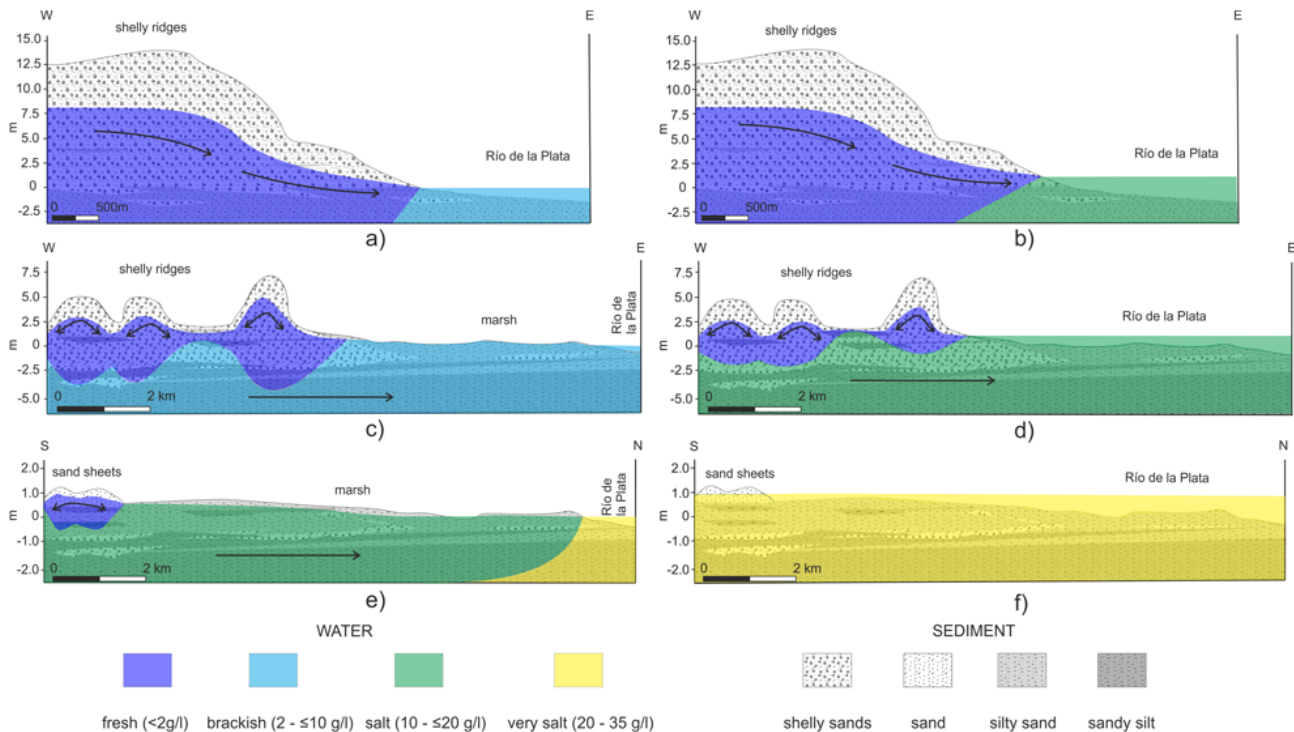 W E
shelly ridges
15.0
12.5
10.0
7.5
m
5.0
2.5
0
-2.5
Río de la Plata
0 500m
a)
W E
shelly ridges
15.0
12.5
10.0
7.5
m
5.0
2.5
0
-2.5
Río de la Plata
0 500m
b)
W E
shelly ridges
7.5
5.0
2.5
m
0
-2.5
-5.0
marsh
Río de
la Plata
0 2 km
c)
W E
shelly ridges
7.5
5.0
2.5
m
0
-2.5
-5.0
Río de la Plata
0 2 km
d)
S N
sand sheets
2.0
1.0
m
0
-1.0
-2.0
marsh
Río de
la Plata
0 2 km
e)
S N
sand sheets
2.0
1.0
m
0
-1.0
-2.0
Río de la Plata
0 2 km
f)
WATER
fresh (<2g/l) brackish (2 - ≤10 g/l) salt (10 - ≤20 g/l) very salt (20 - 35 g/l)
SEDIMENT
shelly sands sand silty sand sandy silt